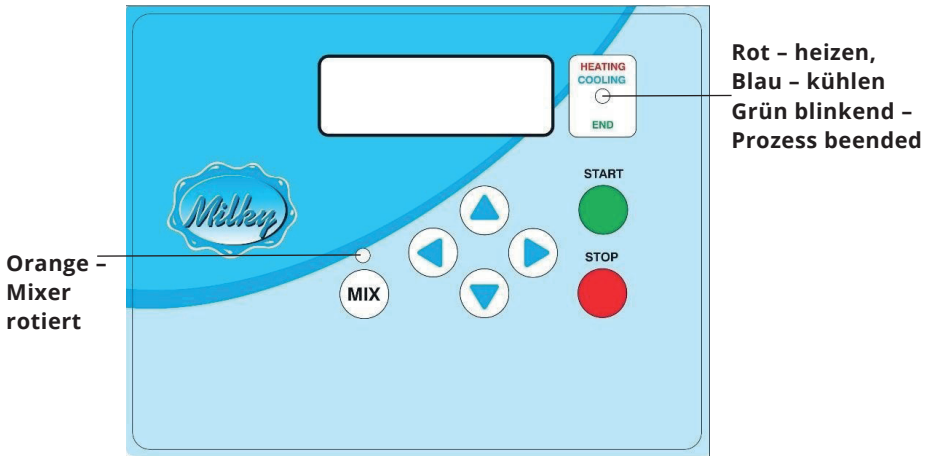 Rot – heizen,
Blau – kühlen
Grün blinkend –
Prozess beended
HEATING
COOLING
END
START
STOP
Milky
MIX
Orange –
Mixer
rotiert